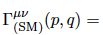 Γ^{μν}_{(SM)}(p, q) =